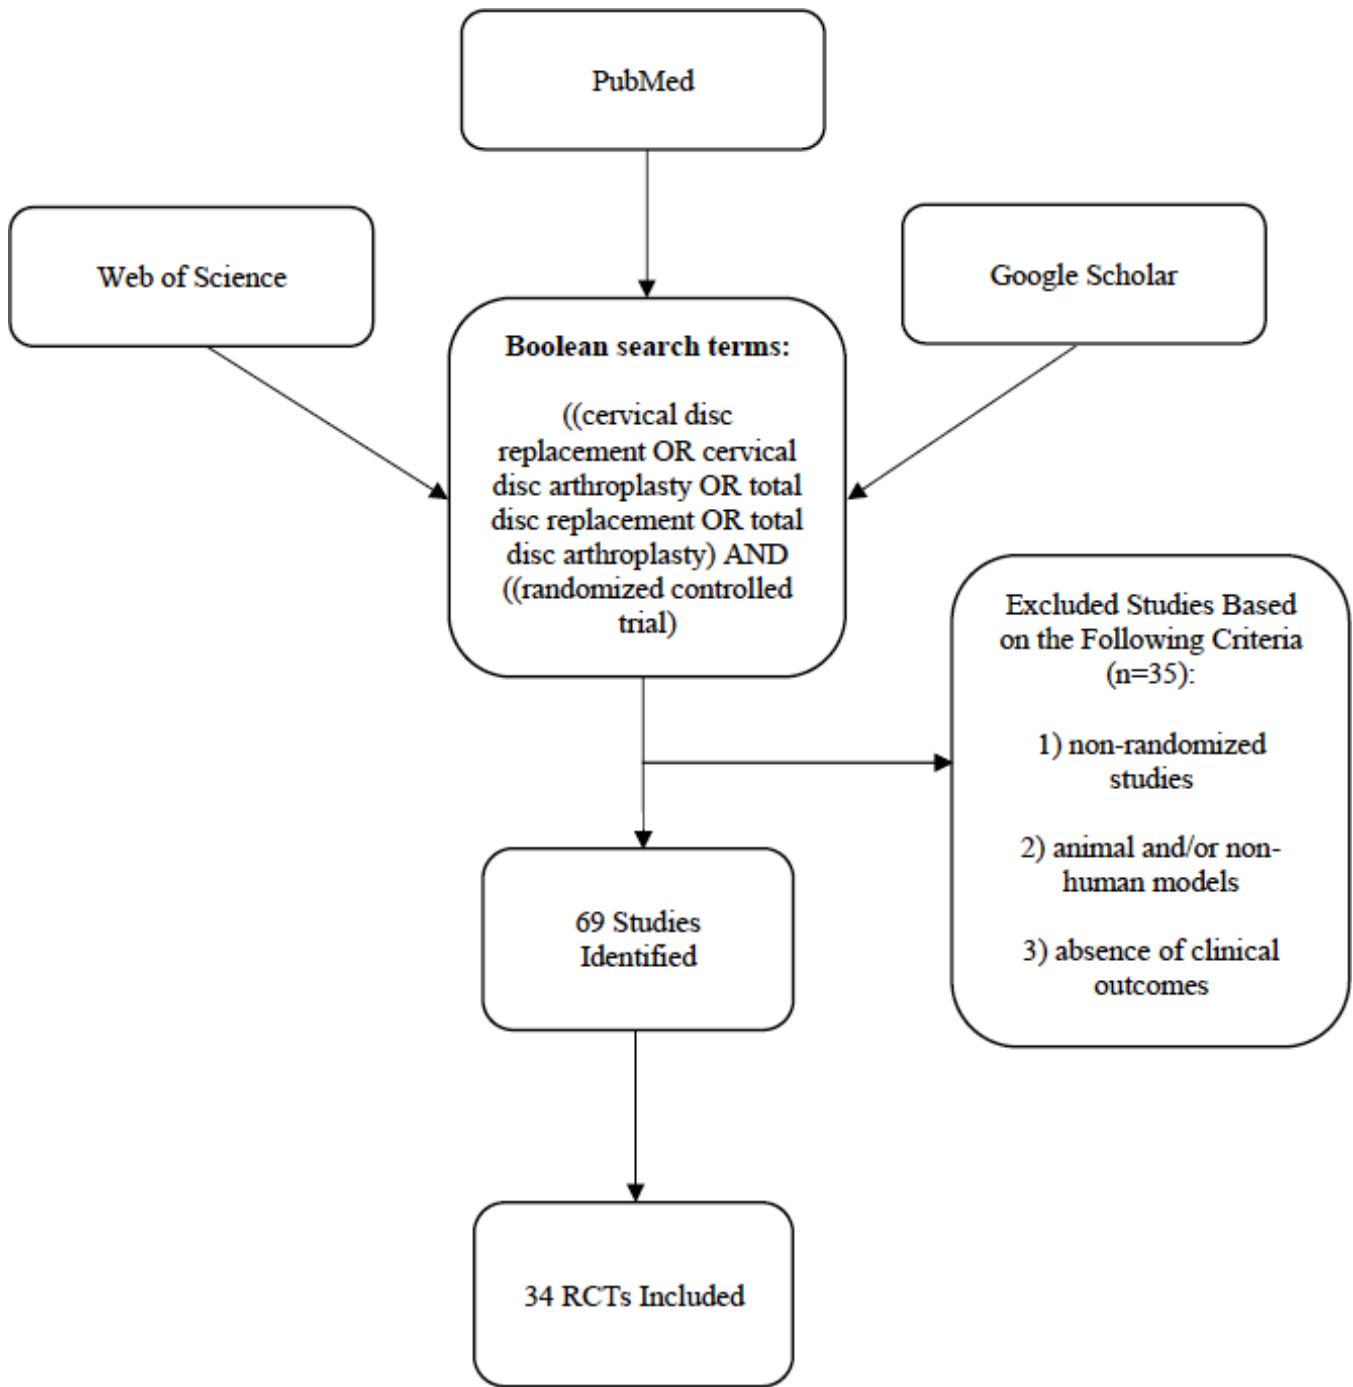 PubMed
Web of Science
Google Scholar
Boolean search terms:
((cervical disc
replacement OR cervical
disc arthroplasty OR total
disc replacement OR total
disc arthroplasty) AND
((randomized controlled
trial)
Excluded Studies Based
on the Following Criteria
(n=35):
1) non-randomized
studies
2) animal and/or non-
human models
3) absence of clinical
outcomes
69 Studies
Identified
34 RCTs Included